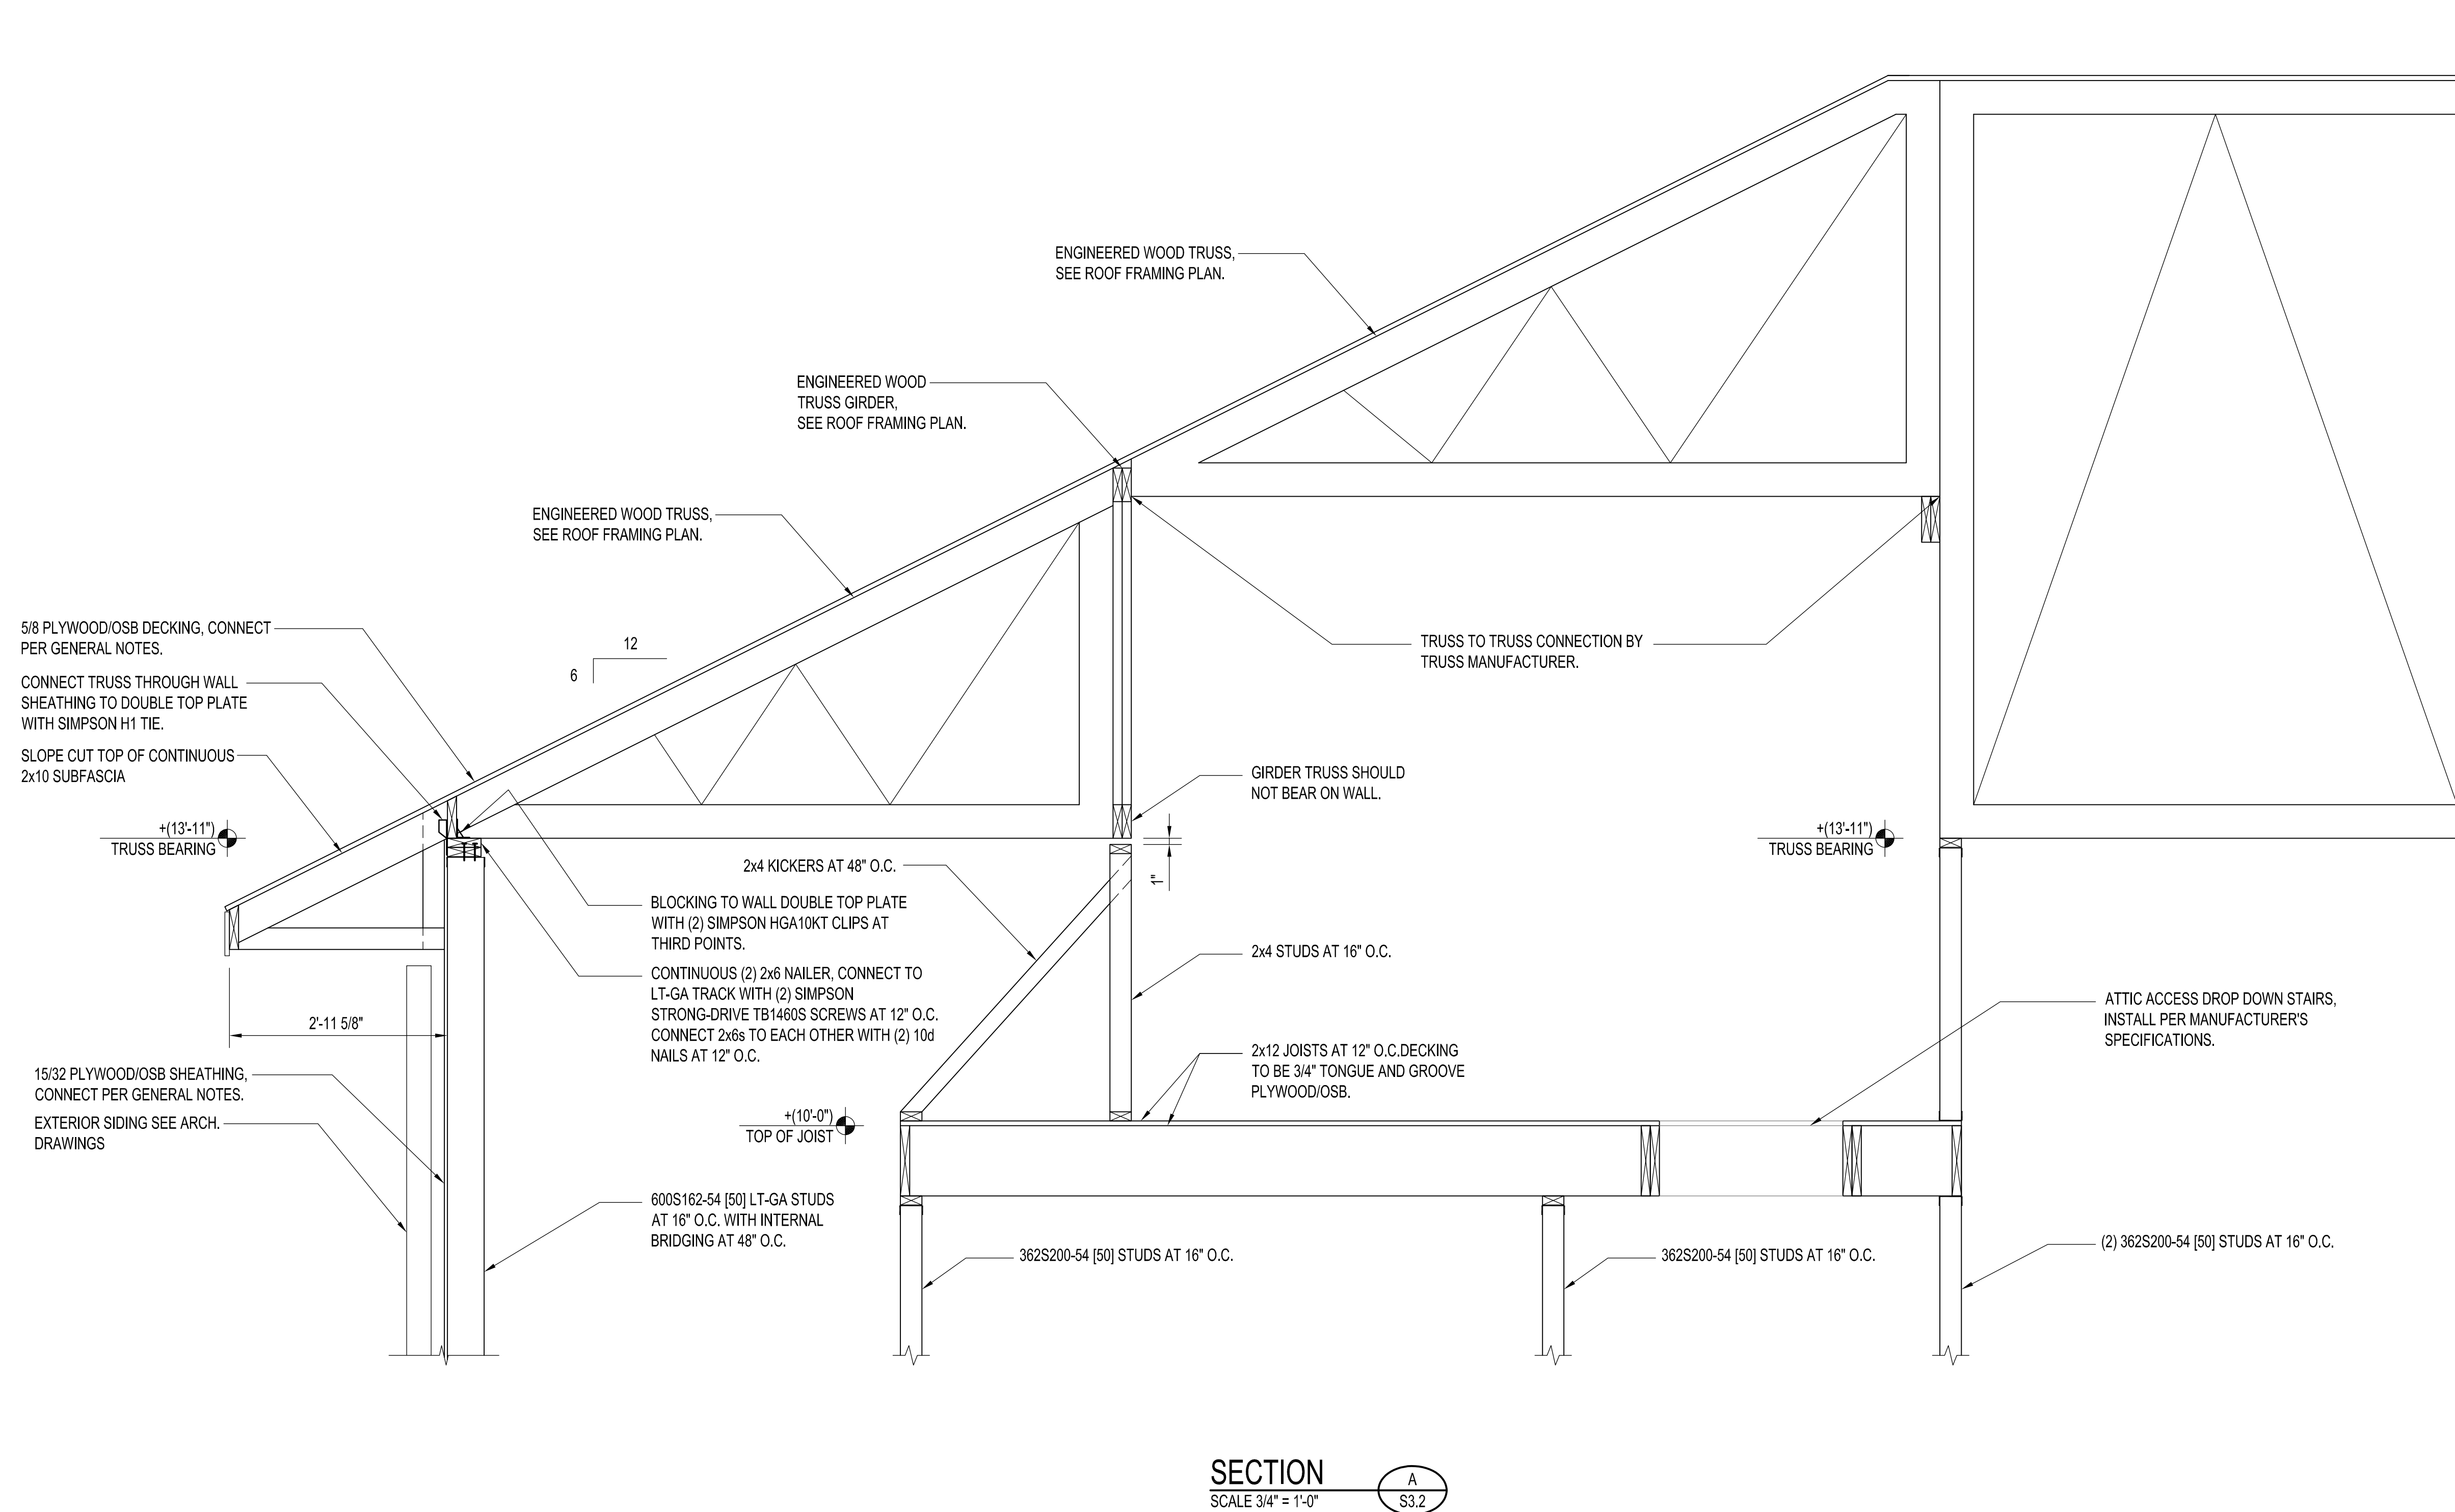 ENGINEERED WOOD TRUSS,
SEE ROOF FRAMING PLAN.
ENGINEERED WOOD
TRUSS GIRDER,
SEE ROOF FRAMING PLAN.
ENGINEERED WOOD TRUSS,
SEE ROOF FRAMING PLAN.
5/8 PLYWOOD/OSB DECKING, CONNECT
PER GENERAL NOTES.
12
6
TRUSS TO TRUSS CONNECTION BY
TRUSS MANUFACTURER.
CONNECT TRUSS THROUGH WALL
SHEATHING TO DOUBLE TOP PLATE
WITH SIMPSON H1 TIE.
SLOPE CUT TOP OF CONTINUOUS
2x10 SUBFASCIA
GIRDER TRUSS SHOULD
NOT BEAR ON WALL.
+(13'-11")
TRUSS BEARING
+(13'-11")
TRUSS BEARING
2x4 KICKERS AT 48" O.C.
1"
BLOCKING TO WALL DOUBLE TOP PLATE
WITH (2) SIMPSON HGA10KT CLIPS AT
THIRD POINTS.
2x4 STUDS AT 16" O.C.
CONTINUOUS (2) 2x6 NAILER, CONNECT TO
LT-GA TRACK WITH (2) SIMPSON
STRONG-DRIVE TB1460S SCREWS AT 12" O.C.
CONNECT 2x6s TO EACH OTHER WITH (2) 10d
NAILS AT 12" O.C.
ATTIC ACCESS DROP DOWN STAIRS,
INSTALL PER MANUFACTURER'S
SPECIFICATIONS.
2'-11 5/8"
2x12 JOISTS AT 12" O.C.DECKING
TO BE 3/4" TONGUE AND GROOVE
PLYWOOD/OSB.
15/32 PLYWOOD/OSB SHEATHING,
CONNECT PER GENERAL NOTES.
EXTERIOR SIDING SEE ARCH.
DRAWINGS
+(10'-0")
TOP OF JOIST
600S162-54 [50] LT-GA STUDS
AT 16" O.C. WITH INTERNAL
BRIDGING AT 48" O.C.
362S200-54 [50] STUDS AT 16" O.C.
362S200-54 [50] STUDS AT 16" O.C.
(2) 362S200-54 [50] STUDS AT 16" O.C.
SECTION
SCALE 3/4" = 1'-0"
A
S3.2